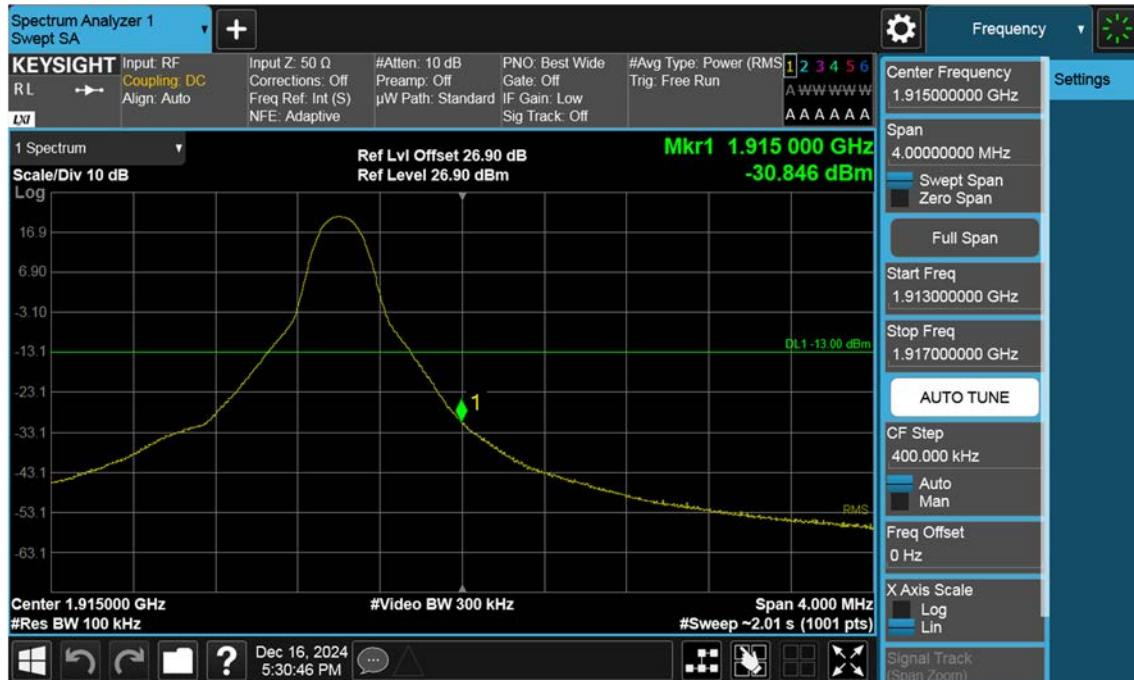 Spectrum Analyzer 1
Swept SA
Frequency
KEYSIGHT
RL
LXI
Input: RF
Coupling: DC
Align: Auto
Input Z: 50 Ω
Corrections: Off
Freq Ref: Int (S)
NFE: Adaptive
#Atten: 10 dB
Preamp: Off
µW Path: Standard
PNO: Best Wide
Gate: Off
IF Gain: Low
Sig Track: Off
#Avg Type: Power (RMS
Trig: Free Run
1 2 3 4 5 6
A W W W W W
A A A A A A
1 Spectrum
Scale/Div 10 dB
Ref Lvl Offset 26.90 dB
Ref Level 26.90 dBm
Mkr1 1.915 000 GHz
-30.846 dBm
Log
16.9
6.90
-3.10
-13.1
-23.1
-33.1
-43.1
-53.1
-63.1
DL1 -13.00 dBm
1
RMS
Center 1.915000 GHz
#Video BW 300 kHz
Span 4.000 MHz
#Res BW 100 kHz
#Sweep ~2.01 s (1001 pts)
?
Dec 16, 2024
5:30:46 PM
Center Frequency
1.915000000 GHz
Settings
Span
4.00000000 MHz
Swept Span
Zero Span
Full Span
Start Freq
1.913000000 GHz
Stop Freq
1.917000000 GHz
AUTO TUNE
CF Step
400.000 kHz
Auto
Man
Freq Offset
0 Hz
X Axis Scale
Log
Lin
Signal Track
(Span Zoom)